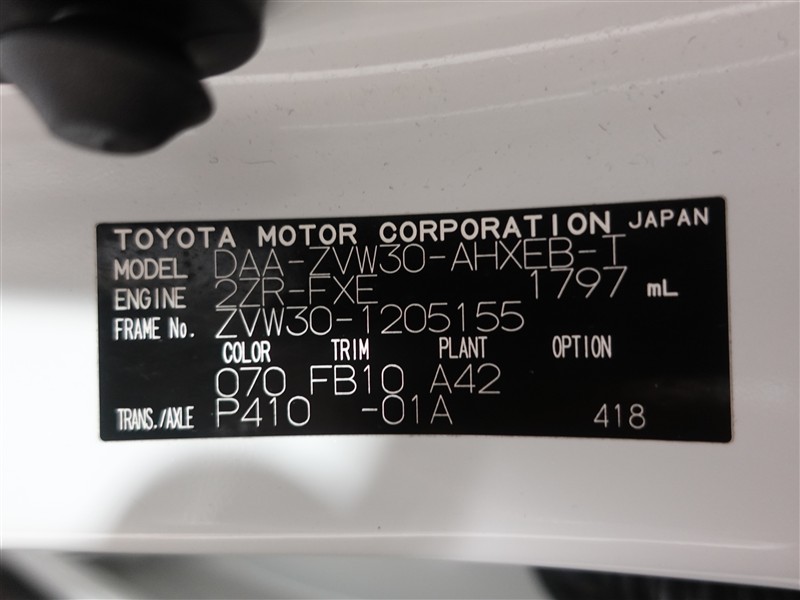 TOYOTA MOTOR CORPORATION JAPAN
MODEL DAA-ZVW30-AHXEB-T
ENGINE 2ZR-FXE 1797 mL
FRAME No. ZVW30-1205155
COLOR TRIM PLANT OPTION
070 FB10 A42
TRANS./AXLE P410 -01A 418